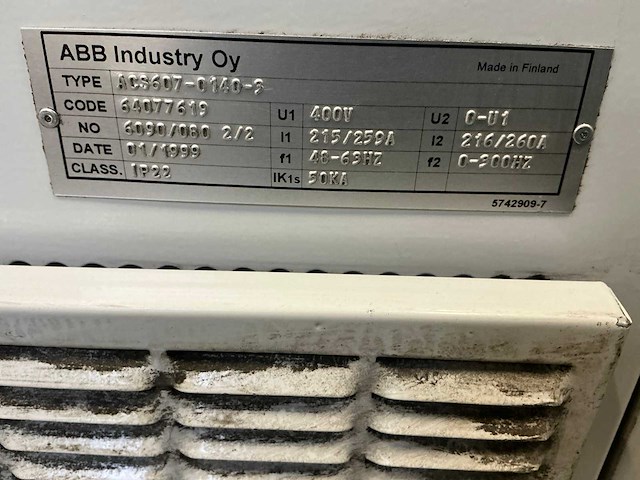 ABB Industry Oy
Made in Finland
TYPE ACS607-0140-3
CODE 64077619 U1 400V U2 0-U1
NO 6090/080 2/2 I1 215/259A I2 216/260A
DATE 01/1999 f1 48-63HZ f2 0-300HZ
CLASS. IP22 IK1s 50KA
5742909-7